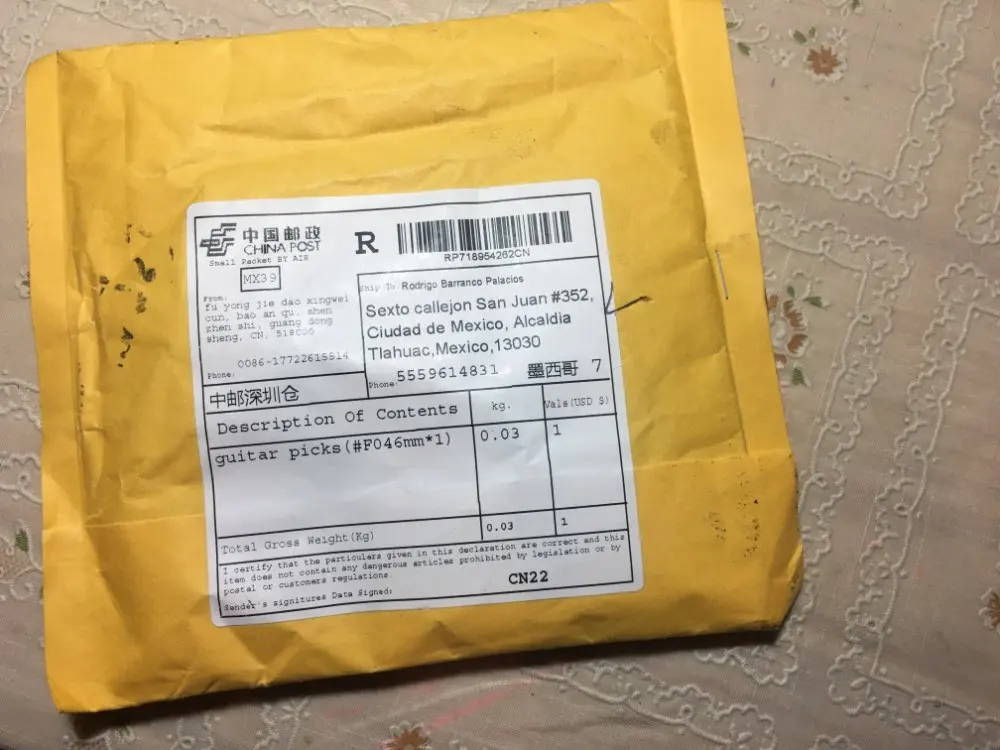 中国邮政
CHINA POST
Small Packet BY AIR
R
RP718954262CN
MX39
From:
fu yong jie dao xingwei
cun, bao an qu, shen
zhen shi, guang dong
sheng, CN, 518000
Phone: 0086-17722615514
Ship To Rodrigo Barranco Palacios
Sexto callejon San Juan #352,
Ciudad de Mexico, Alcaldia
Tlahuac,Mexico,13030
Phone: 5559614831 墨西哥 7
中邮深圳仓
Description Of Contents kg. Vals(USD $)
guitar picks(#F046mm*1) 0.03 1
Total Gross Weight(Kg) 0.03 1
I certify that the particulars given in this declaration are correct and this
item does not contain any dangerous articles prohibited by legislation or by
postal or customers regulations.
Sender's signitures Data Signed: CN22